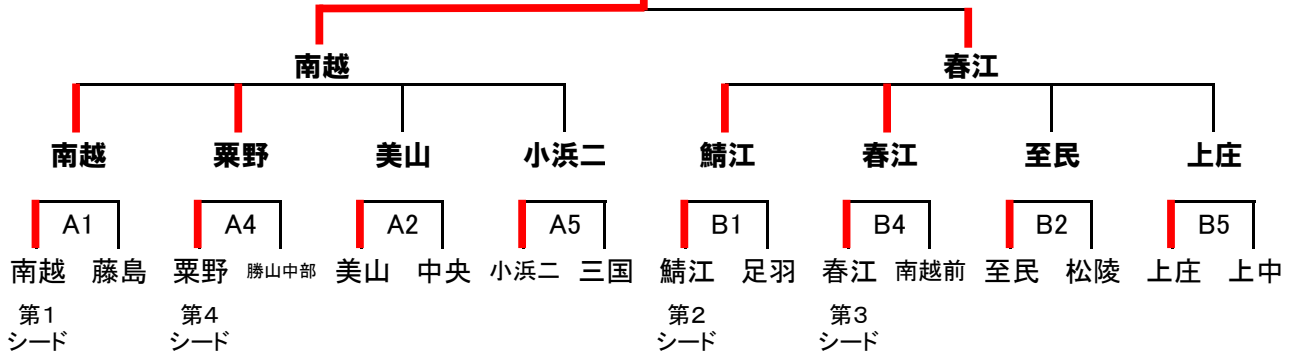 南越 春江
南越 粟野 美山 小浜二 鯖江 春江 至民 上庄
A1 A4 A2 A5 B1 B4 B2 B5
南越 藤島 粟野 勝山中部 美山 中央 小浜二 三国 鯖江 足羽 春江 南越前 至民 松陵 上庄 上中
第1 第4 第2 第3
シード シード シード シード